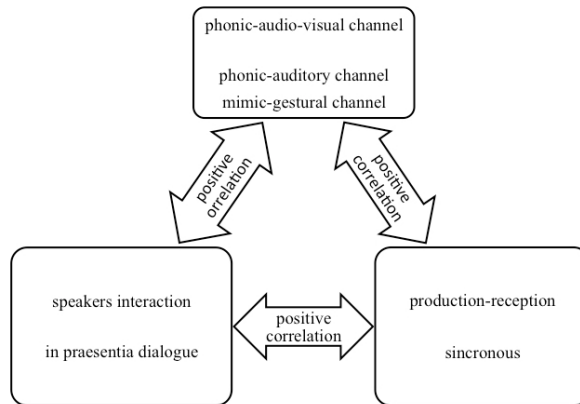 phonic-audio-visual channel
phonic-auditory channel
mimic-gestural channel
positive
orrelation
positive
correlation
speakers interaction
in praesentia dialogue
positive
correlation
production-reception
sincronous